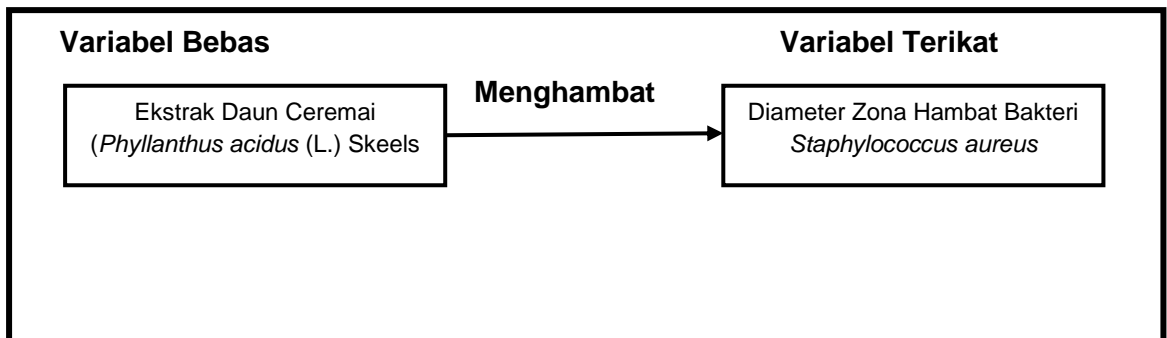 Variabel Bebas
Variabel Terikat
Menghambat
Ekstrak Daun Ceremai
(Phyllanthus acidus (L.) Skeels
Diameter Zona Hambat Bakteri
Staphylococcus aureus